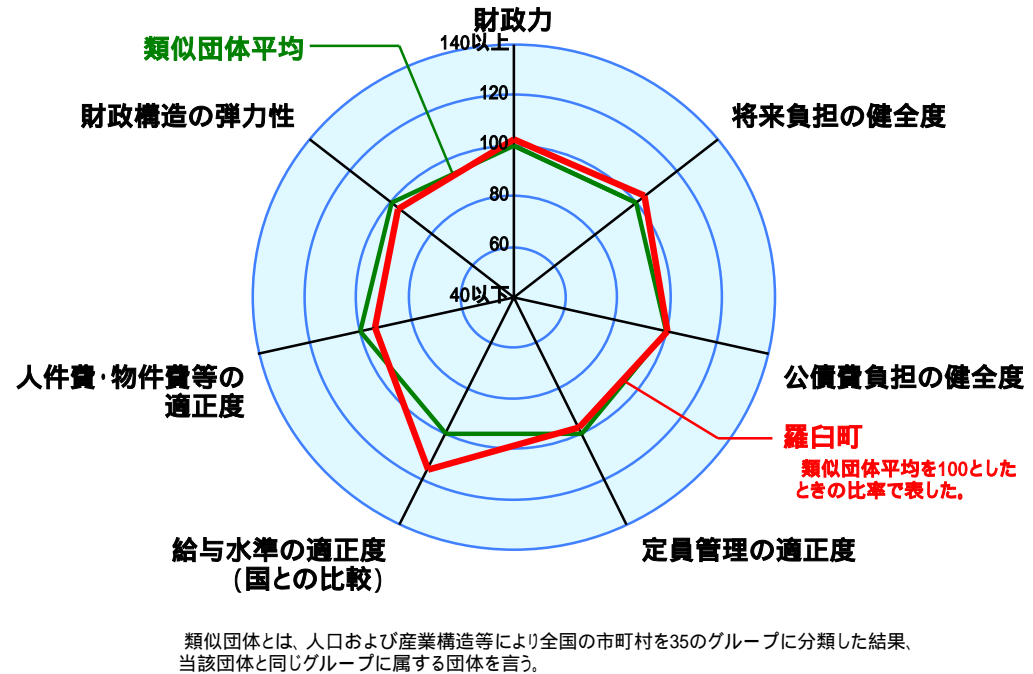 財政力
140以上
類似団体平均
120
財政構造の弾力性
将来負担の健全度
100
80
60
40以下
人件費・物件費等の
適正度
公債費負担の健全度
羅臼町
類似団体平均を100とした
ときの比率で表した。
給与水準の適正度
(国との比較)
定員管理の適正度
類似団体とは、人口および産業構造等により全国の市町村を35のグループに分類した結果、
当該団体と同じグループに属する団体を言う。